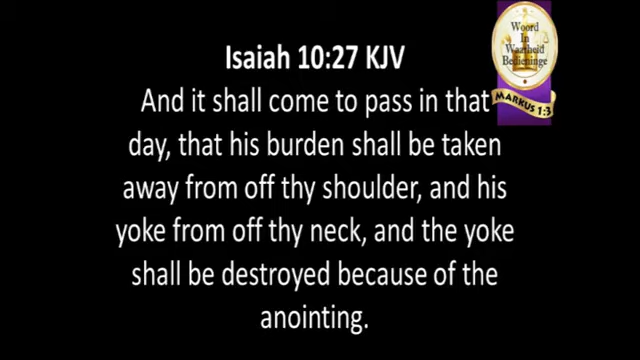 Isaiah 10:27 KJV
And it shall come to pass in that
day, that his burden shall be taken
away from off thy shoulder, and his
yoke from off thy neck, and the yoke
shall be destroyed because of the
anointing.
Woord
In
Waarheid
Bedieninge
MARKUS 1:3